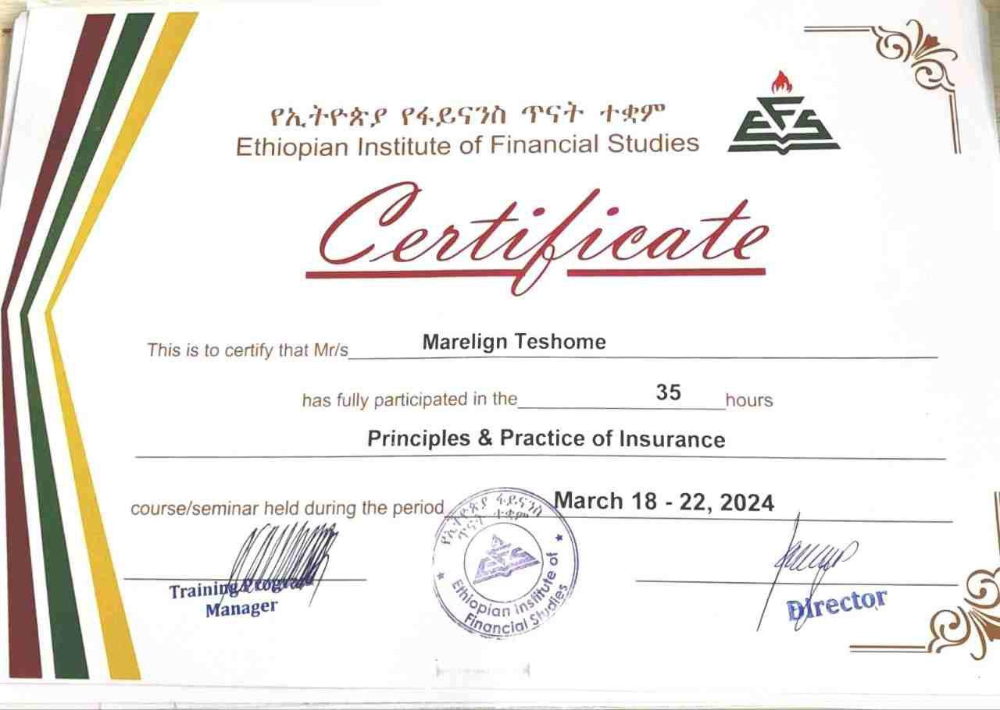 የኢትዮጵያ የፋይናንስ ጥናት ተቋም
Ethiopian Institute of Financial Studies
EFS
Certificate
This is to certify that Mr/s Marelign Teshome
has fully participated in the 35 hours
Principles & Practice of Insurance
course/seminar held during the period March 18 - 22, 2024
Training Program
Manager
የኢትዮጵያ ፋይናንስ
ጥናት ተቋም
EFS
Ethiopian institute of
Financial Studies
Director